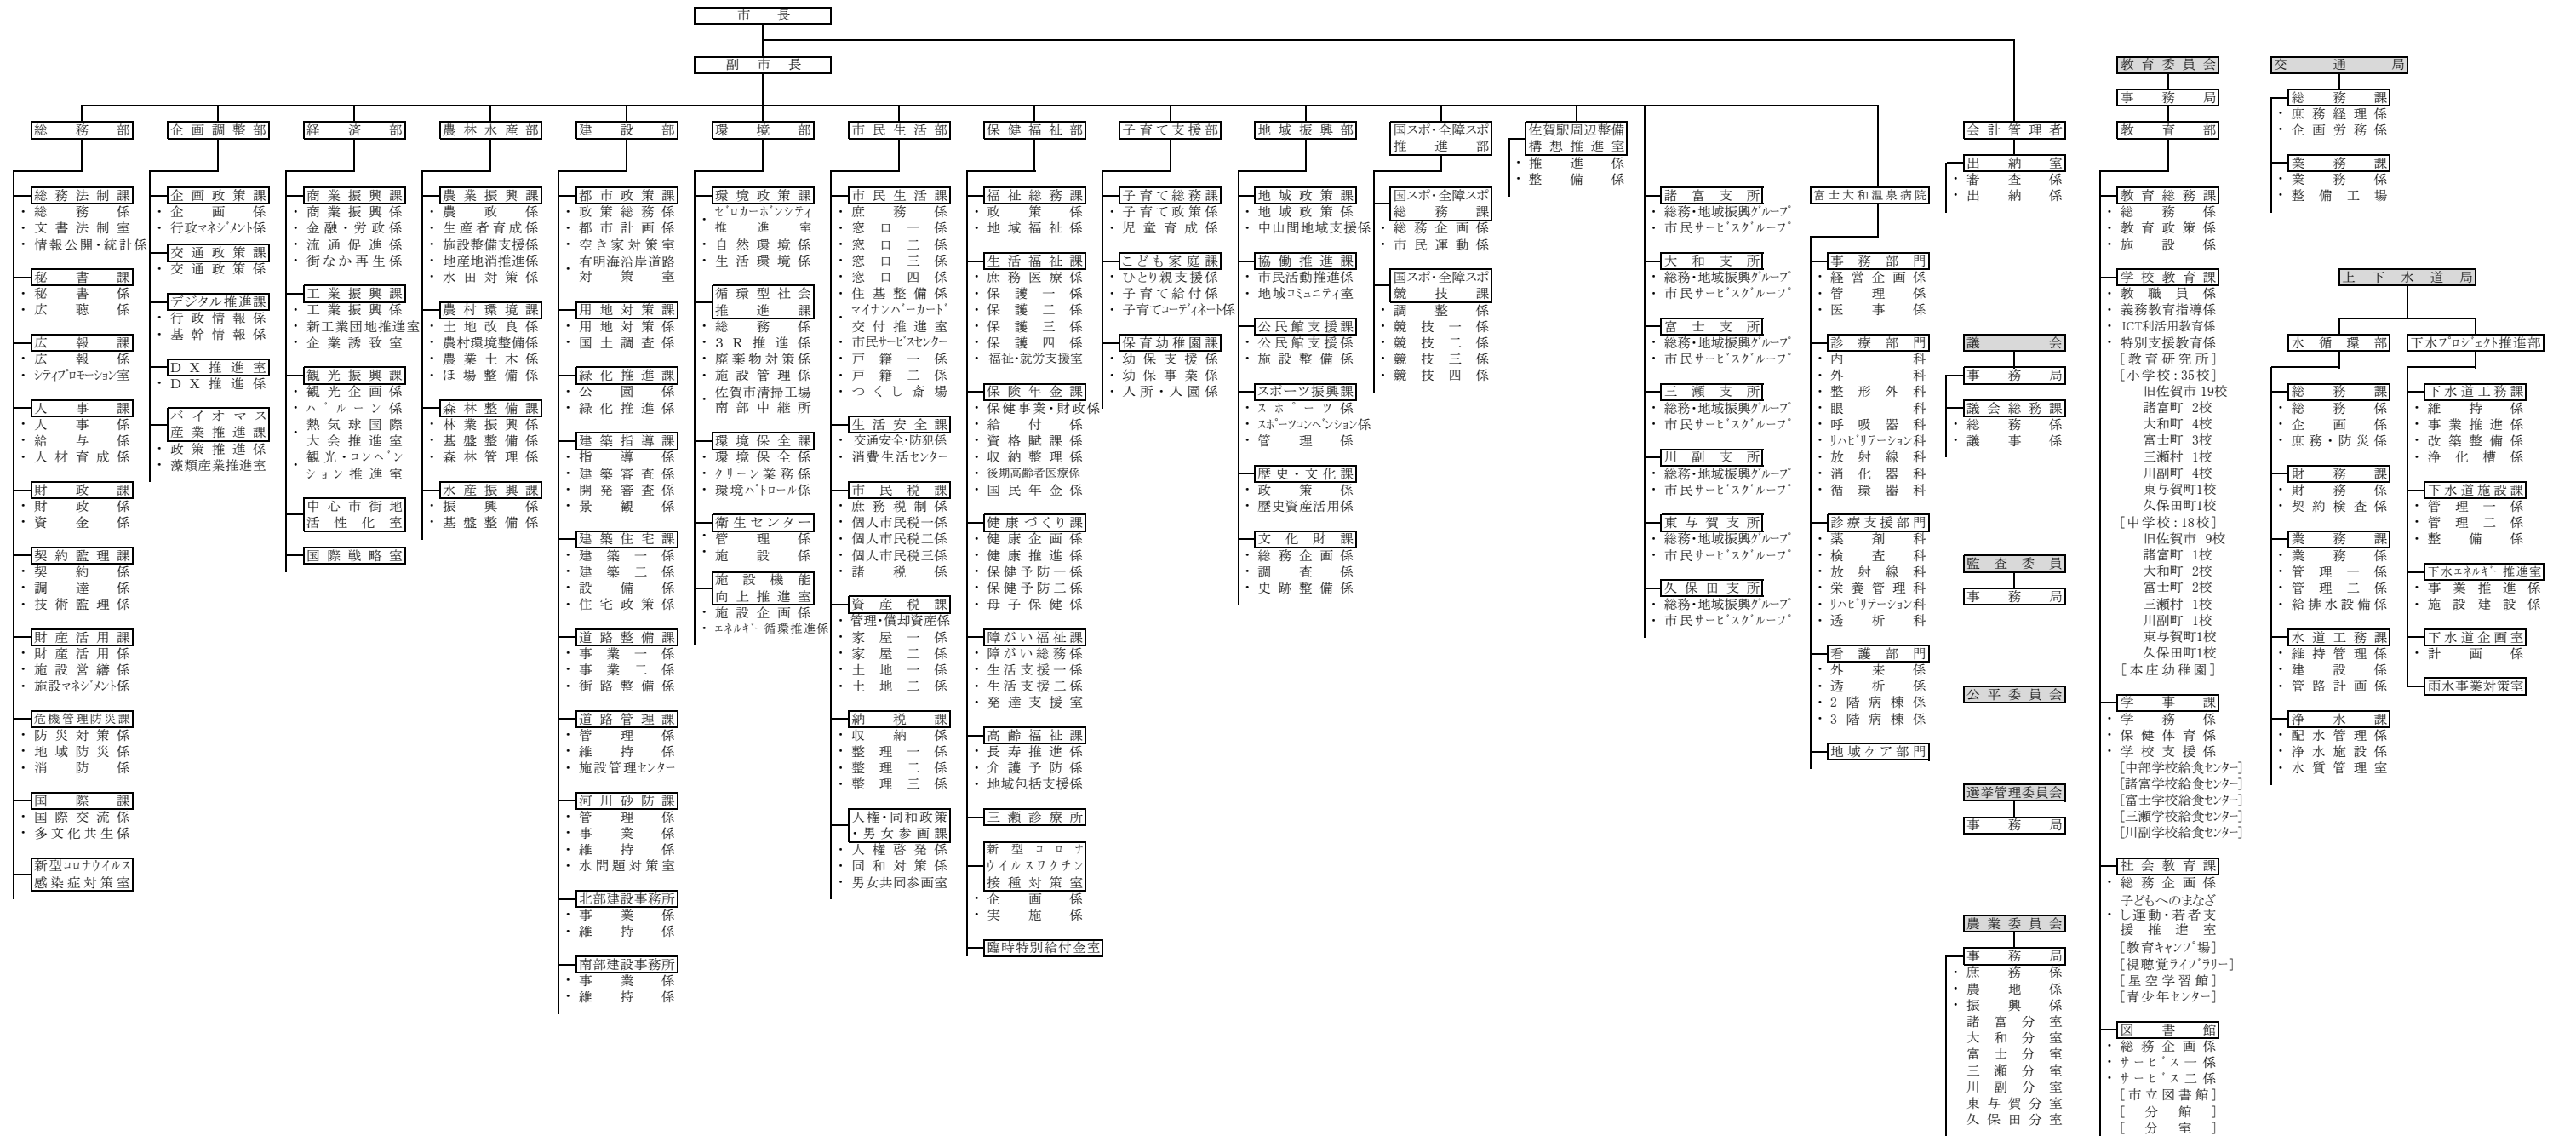 市長
副市長
総務部
総務法制課
・総務係
・文書法制室
・情報公開・統計係
秘書課
・秘書係
・広聴係
広報課
・広報係
・シティプロモーション室
人事課
・人事係
・給与係
・人材育成係
財政課
・財政係
・資金係
契約監理課
・契約係
・調達係
・技術監理係
財産活用課
・財産活用係
・施設営繕係
・施設マネジメント係
危機管理防災課
・防災対策係
・地域防災係
・消防係
国際課
・国際交流係
・多文化共生係
新型コロナウイルス
感染症対策室
企画調整部
企画政策課
・企画係
・行政マネジメント係
交通政策課
・交通政策係
デジタル推進課
・行政情報係
・基幹情報係
DX推進室
・DX推進係
バイオマス
産業推進課
・政策推進係
・藻類産業推進室
経済部
商業振興課
・商業振興係
・金融・労政係
・流通促進係
・街なか再生係
工業振興課
・工業振興係
・新工業団地推進室
・企業誘致室
観光振興課
・観光企画係
・バルーン係
・熱気球国際
大会推進室
・観光・コンベン
ション推進室
中心市街地
活性化室
国際戦略室
農林水産部
農業振興課
・農政係
・生産者育成係
・施設整備支援係
・地産地消推進係
・水田対策係
農村環境課
・土地改良係
・農村環境整備係
・農業土木係
・ほ場整備係
森林整備課
・林業振興係
・基盤整備係
・森林管理係
水産振興課
・振興係
・基盤整備係
建設部
都市政策課
・政策総務係
・都市計画係
・空き家対策室
・有明海沿岸道路
対策室
用地対策課
・用地対策係
・国土調査係
緑化推進課
・公園係
・緑化推進係
建築指導課
・指導係
・建築審査係
・開発審査係
・景観係
建築住宅課
・建築一係
・建築二係
・設備係
・住宅政策係
道路整備課
・事業一係
・事業二係
・街路整備係
道路管理課
・管理係
・維持係
・施設管理センター
河川砂防課
・管理係
・事業係
・維持係
・水問題対策室
北部建設事務所
・事業係
・維持係
南部建設事務所
・事業係
・維持係
環境部
環境政策課
・ゼロカーボンシティ
推進室
・自然環境係
・生活環境係
循環型社会
推進課
・総務係
・3R推進係
・廃棄物対策係
・施設管理係
・佐賀市清掃工場
・南部中継所
環境保全課
・環境保全係
・クリーン業務係
・環境パトロール係
衛生センター
・管理係
・施設係
施設機能
向上推進室
・施設企画係
・エネルギー循環推進係
市民生活部
市民生活課
・庶務係
・窓口一係
・窓口二係
・窓口三係
・窓口四係
・住基整備係
・マイナンバーカード
交付推進室
・市民サービスセンター
・戸籍一係
・戸籍二係
・つくし斎場
生活安全課
・交通安全・防犯係
・消費生活センター
市民税課
・庶務税制係
・個人市民税一係
・個人市民税二係
・個人市民税三係
・諸税係
資産税課
・管理・償却資産係
・家屋一係
・家屋二係
・土地一係
・土地二係
納税課
・収納係
・整理一係
・整理二係
・整理三係
人権・同和政策
・男女参画課
・人権啓発係
・同和対策係
・男女共同参画室
保健福祉部
福祉総務課
・政策係
・地域福祉係
生活福祉課
・庶務医療係
・保護一係
・保護二係
・保護三係
・保護四係
・福祉・就労支援室
保険年金課
・保健事業・財政係
・給付係
・資格賦課係
・収納整理係
・後期高齢者医療係
・国民年金係
健康づくり課
・健康企画係
・健康推進係
・保健予防一係
・保健予防二係
・母子保健係
障がい福祉課
・障がい総務係
・生活支援一係
・生活支援二係
・発達支援室
高齢福祉課
・長寿推進係
・介護予防係
・地域包括支援係
三瀬診療所
新型コロナ
ウイルスワクチン
接種対策室
・企画係
・実施係
臨時特別給付金室
子育て支援部
子育て総務課
・子育て政策係
・児童育成係
こども家庭課
・ひとり親支援係
・子育て給付係
・子育てコーディネート係
保育幼稚園課
・幼保支援係
・幼保事業係
・入所・入園係
地域振興部
地域政策課
・地域政策係
・中山間地域支援係
協働推進課
・市民活動推進係
・地域コミュニティ室
公民館支援課
・公民館支援係
・施設整備係
スポーツ振興課
・スポーツ係
・スポーツコンベンション係
・管理係
歴史・文化課
・政策係
・歴史資産活用係
文化財課
・総務企画係
・調査係
・史跡整備係
国スポ・全障スポ
推進部
国スポ・全障スポ
総務課
・総務企画係
・市民運動係
国スポ・全障スポ
競技課
・調整係
・競技一係
・競技二係
・競技三係
・競技四係
佐賀駅周辺整備
構想推進室
・推進係
・整備係
諸富支所
・総務・地域振興グループ
・市民サービスグループ
大和支所
・総務・地域振興グループ
・市民サービスグループ
富士支所
・総務・地域振興グループ
・市民サービスグループ
三瀬支所
・総務・地域振興グループ
・市民サービスグループ
川副支所
・総務・地域振興グループ
・市民サービスグループ
東与賀支所
・総務・地域振興グループ
・市民サービスグループ
久保田支所
・総務・地域振興グループ
・市民サービスグループ
富士大和温泉病院
事務部門
・経営企画係
・管理係
・医事係
診療部門
・内科
・外科
・整形外科
・眼科
・呼吸器科
・リハビリテーション科
・放射線科
・消化器科
・循環器科
診療支援部門
・薬剤科
・検査科
・放射線科
・栄養管理科
・リハビリテーション科
・透析科
看護部門
・外来係
・透析係
・2階病棟係
・3階病棟係
地域ケア部門
会計管理者
出納室
・審査係
・出納係
議会
事務局
議会総務課
・総務係
・議事係
監査委員
事務局
公平委員会
選挙管理委員会
事務局
農業委員会
事務局
・庶務係
・農地係
・振興係
諸富分室
大和分室
富士分室
三瀬分室
川副分室
東与賀分室
久保田分室
教育委員会
事務局
教育部
教育総務課
・総務係
・教育政策係
・施設係
学校教育課
・教職員係
・義務教育指導係
・ICT利活用教育係
・特別支援教育係
[教育研究所]
[小学校:35校]
旧佐賀市 19校
諸富町 2校
大和町 4校
富士町 3校
三瀬村 1校
川副町 4校
東与賀町1校
久保田町1校
[中学校:18校]
旧佐賀市 9校
諸富町 1校
大和町 2校
富士町 2校
三瀬村 1校
川副町 1校
東与賀町1校
久保田町1校
[本庄幼稚園]
学事課
・学務係
・保健体育係
・学校支援係
[中部学校給食センター]
[諸富学校給食センター]
[富士学校給食センター]
[三瀬学校給食センター]
[川副学校給食センター]
社会教育課
・総務企画係
子どもへのまなざ
・し運動・若者支
援推進室
[教育キャンプ場]
[視聴覚ライブラリー]
[星空学習館]
[青少年センター]
図書館
・総務企画係
・サービス一係
・サービス二係
[市立図書館]
[分館]
[分室]
交通局
総務課
・庶務経理係
・企画労務係
業務課
・業務係
・整備工場
上下水道局
水循環部
総務課
・総務係
・企画係
・庶務・防災係
財務課
・財務係
・契約検査係
業務課
・業務係
・管理一係
・管理二係
・給排水設備係
水道工務課
・維持管理係
・建設係
・管路計画係
浄水課
・配水管理係
・浄水施設係
・水質管理室
下水プロジェクト推進部
下水道工務課
・維持係
・事業推進係
・改築整備係
・浄化槽係
下水道施設課
・管理一係
・管理二係
・整備係
下水エネルギー推進室
・事業推進係
・施設建設係
下水道企画室
・計画係
雨水事業対策室